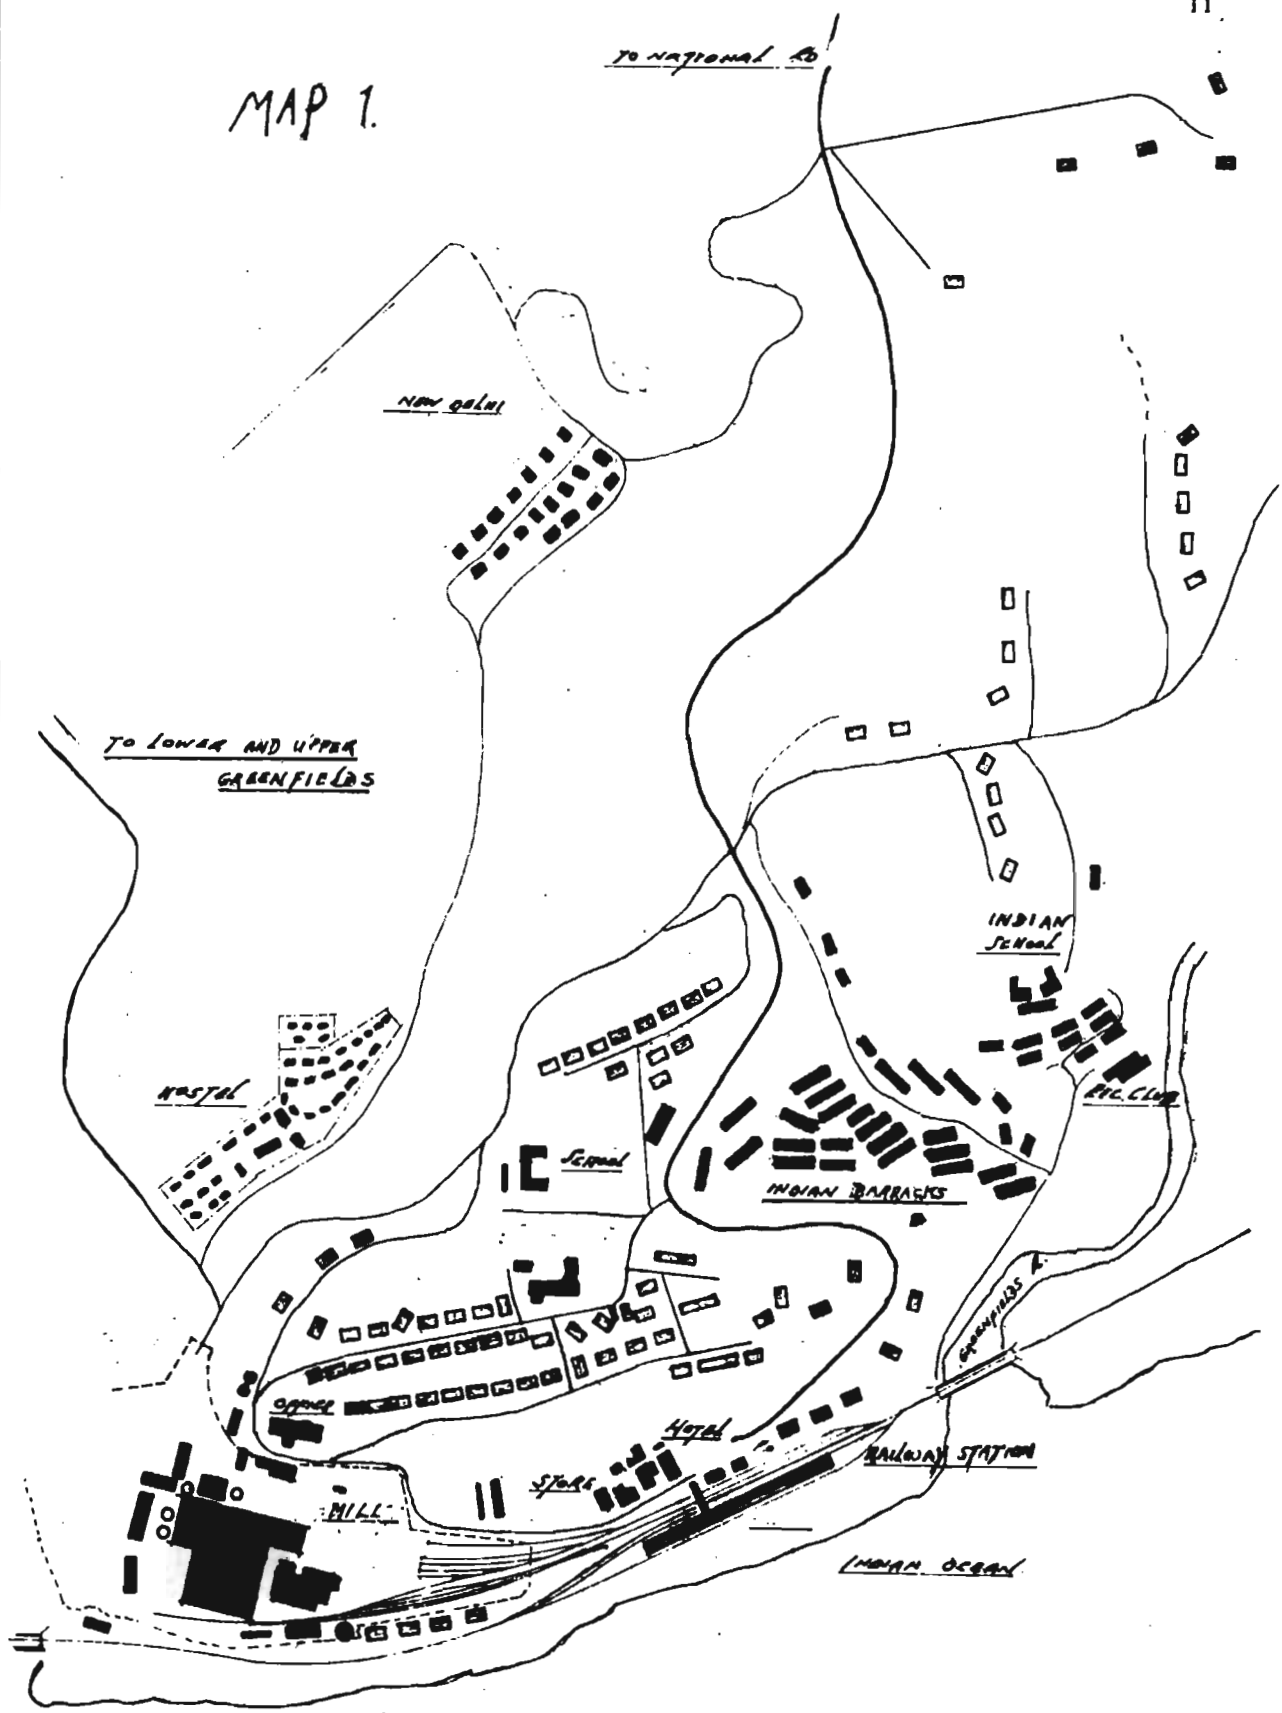 11
TO NATIONAL RD
MAP 1.
NEW DELHI
TO LOWER AND UPPER
GREENFIELDS
INDIAN
SCHOOL
HOSTEL
REC. CLUB
SCHOOL
INDIAN BARRACKS
GREENFIELDS R.
OFFICE
HOTEL
RAILWAY STATION
STORE
MILL
INDIAN OCEAN